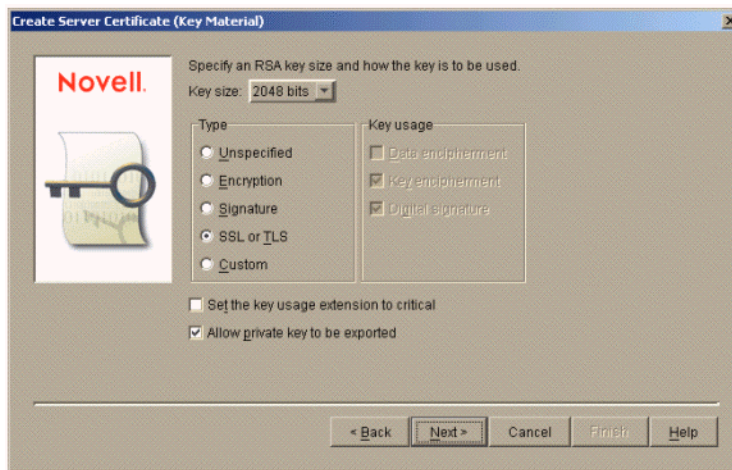 Create Server Certificate (Key Material)
Novell.
Specify an RSA key size and how the key is to be used.
Key size: 2048 bits
Type
Unspecified
Encryption
Signature
SSL or TLS
Custom
Key usage
Data encipherment
Key encipherment
Digital signature
Set the key usage extension to critical
Allow private key to be exported
< Back Next > Cancel Finish Help